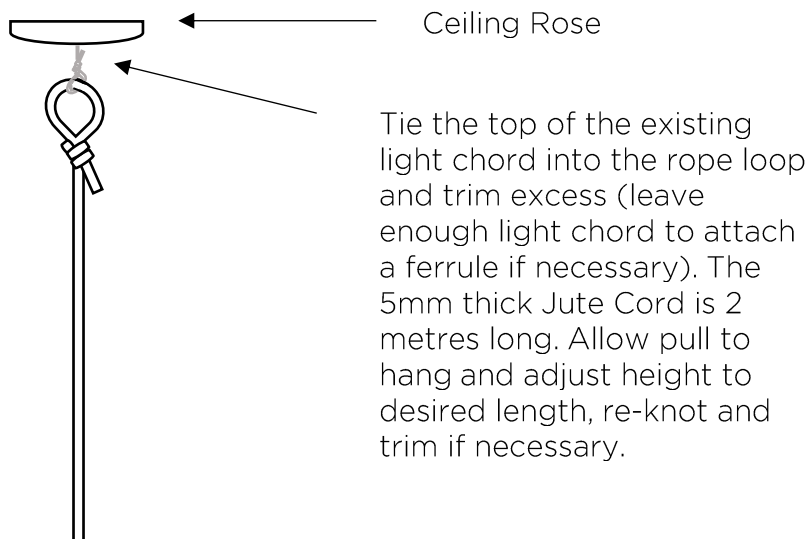 Ceiling Rose
Tie the top of the existing
light chord into the rope loop
and trim excess (leave
enough light chord to attach
a ferrule if necessary). The
5mm thick Jute Cord is 2
metres long. Allow pull to
hang and adjust height to
desired length, re-knot and
trim if necessary.